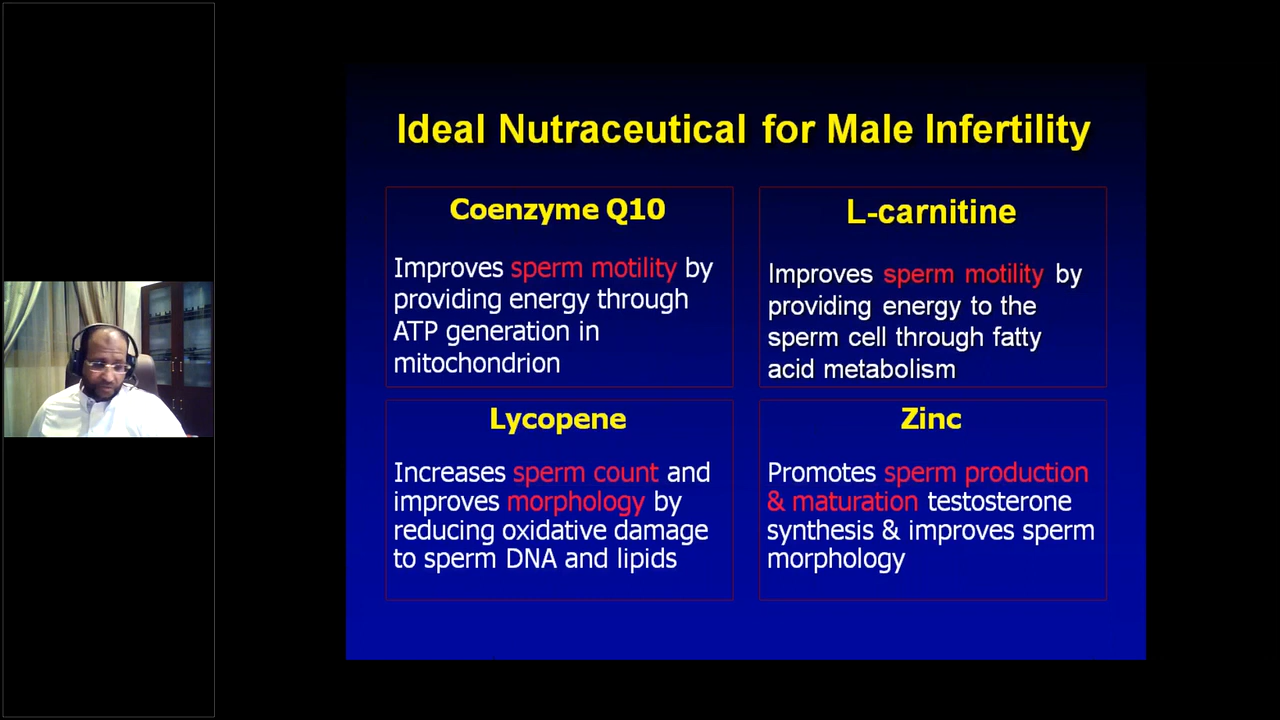 Ideal Nutraceutical for Male Infertility
Coenzyme Q10
Improves sperm motility by
providing energy through
ATP generation in
mitochondrion
L-carnitine
Improves sperm motility by
providing energy to the
sperm cell through fatty
acid metabolism
Lycopene
Increases sperm count and
improves morphology by
reducing oxidative damage
to sperm DNA and lipids
Zinc
Promotes sperm production
& maturation testosterone
synthesis & improves sperm
morphology